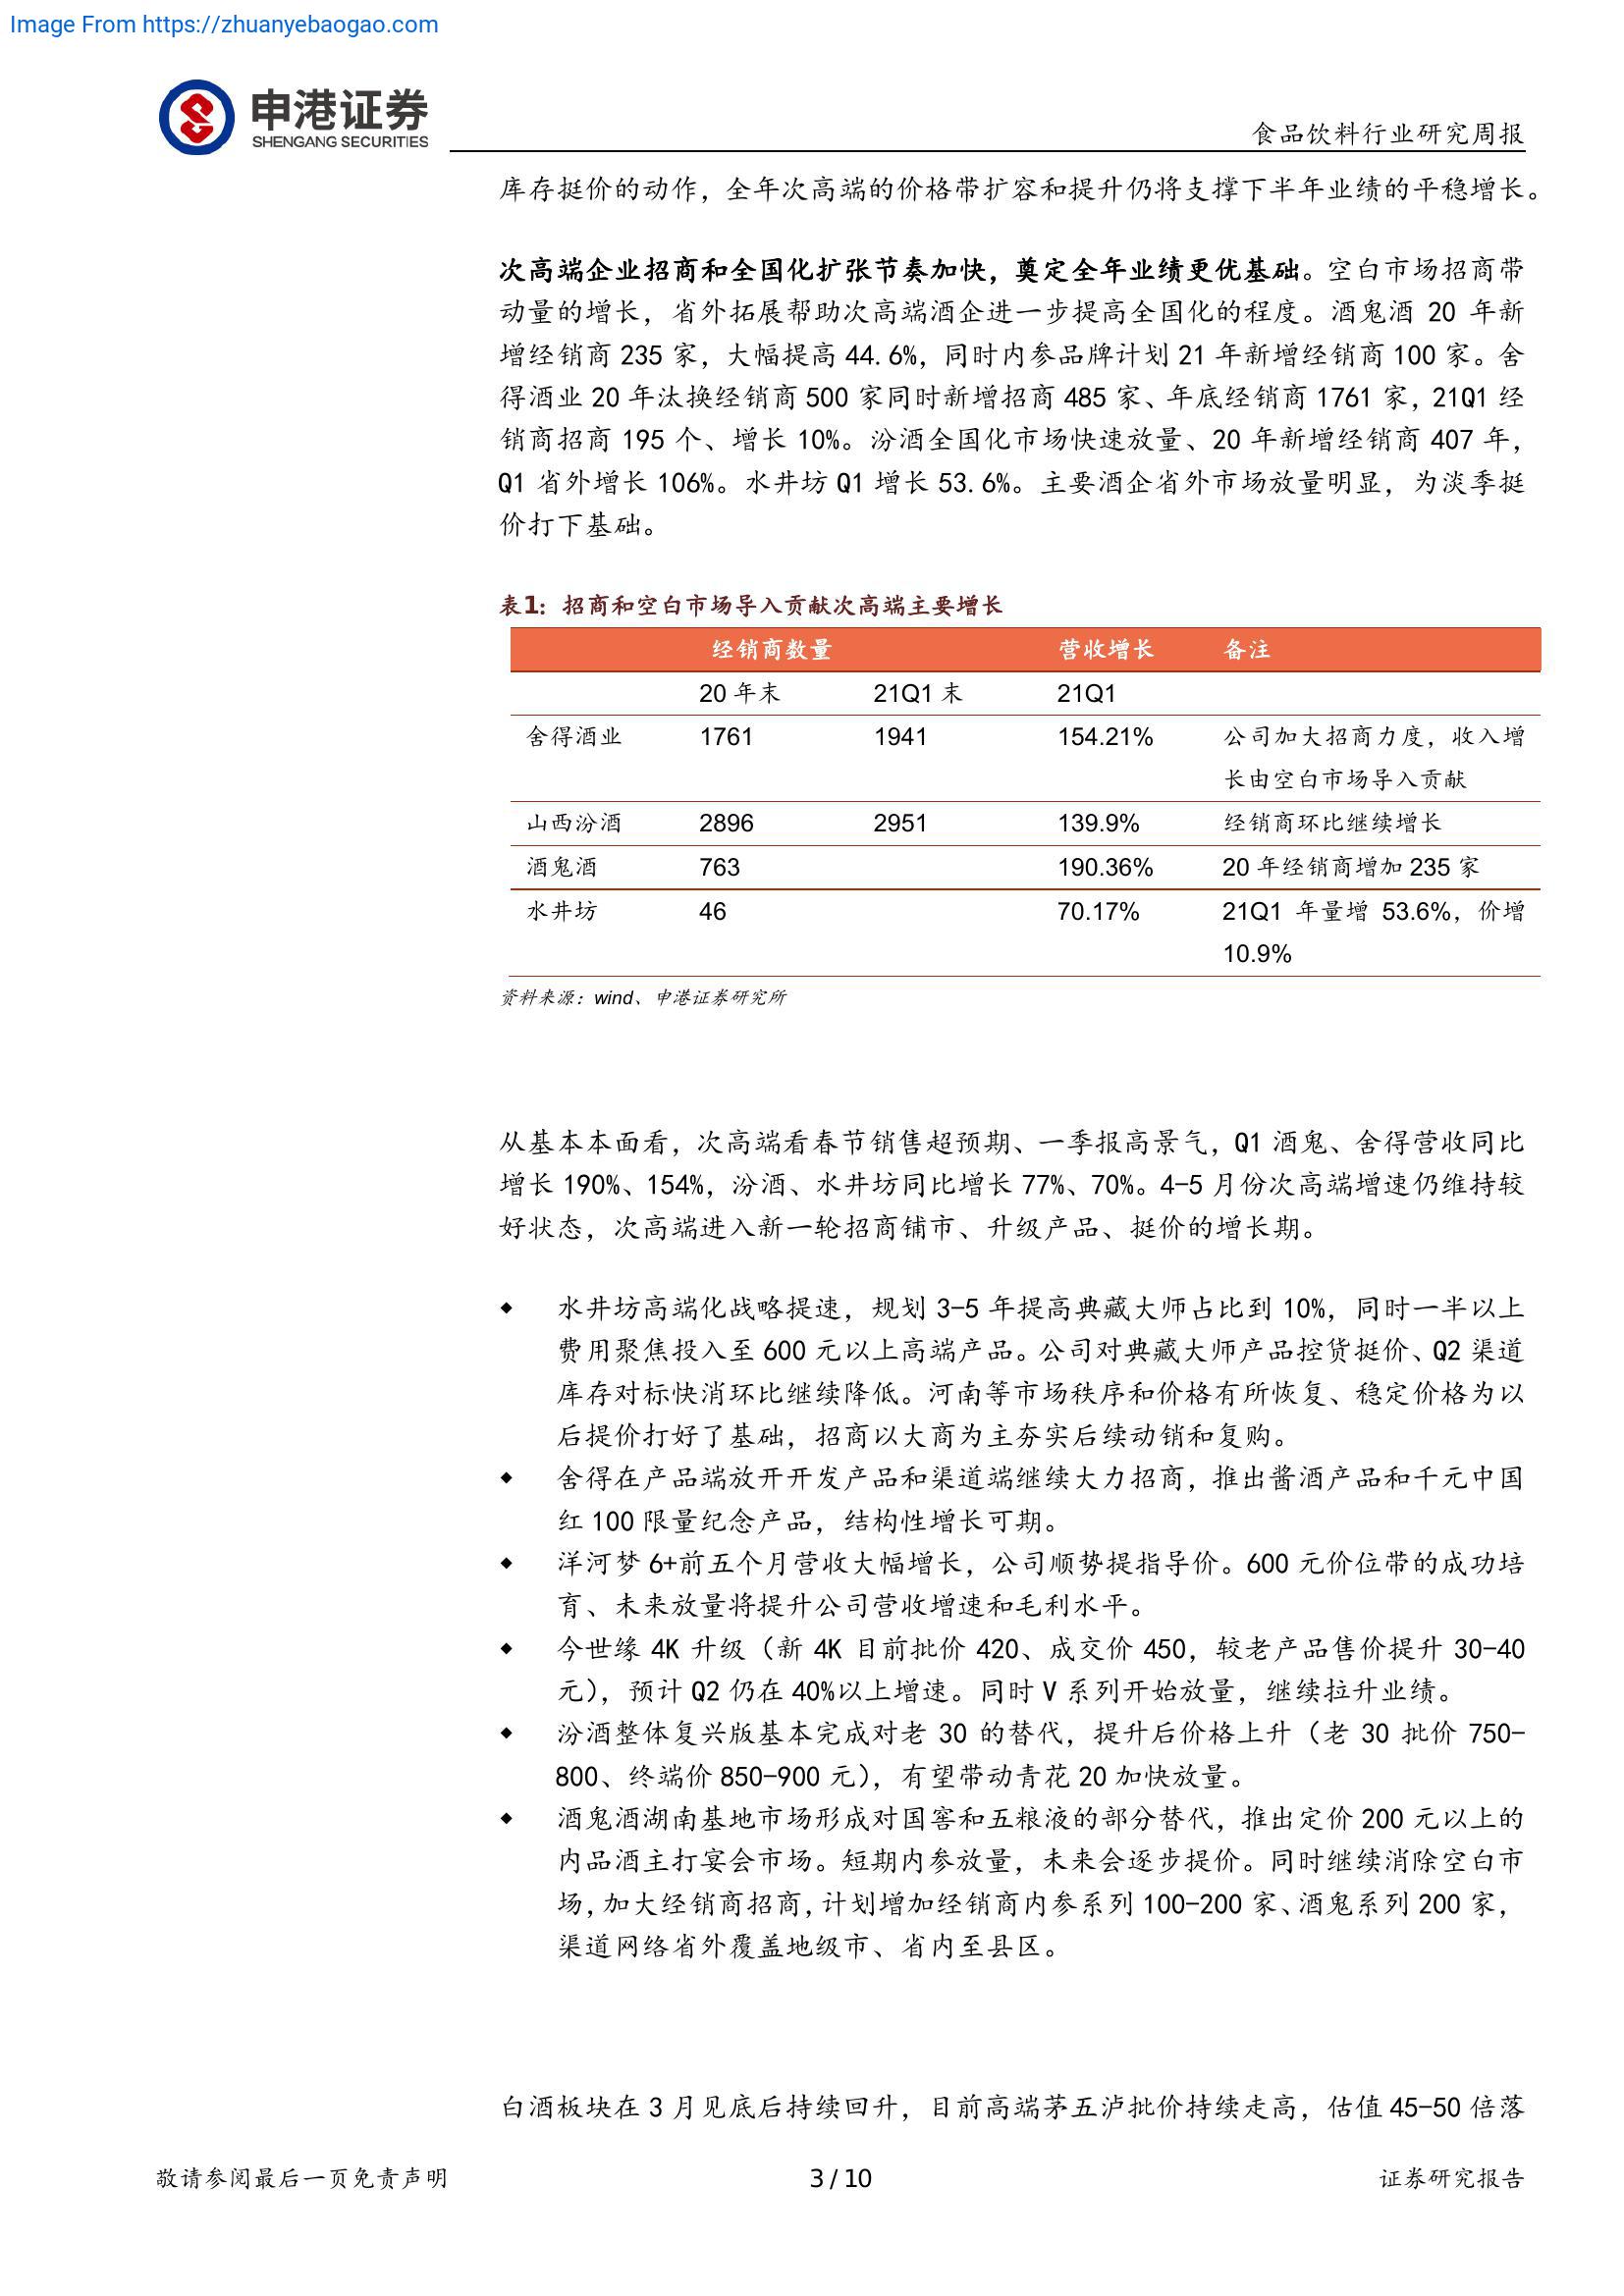 Image From https://zhuanyebaogao.com
申港证券
SHENGANG SECURITIES
食品饮料行业研究周报
库存挺价的动作，全年次高端的价格带扩容和提升仍将支撑下半年业绩的平稳增长。
次高端企业招商和全国化扩张节奏加快，奠定全年业绩更优基础。空白市场招商带
动量的增长，省外拓展帮助次高端酒企进一步提高全国化的程度。酒鬼酒 20 年新
增经销商 235 家，大幅提高 44.6%，同时内参品牌计划 21 年新增经销商 100 家。舍
得酒业 20 年汰换经销商 500 家同时新增招商 485 家、年底经销商 1761 家，21Q1 经
销商招商 195 个、增长 10%。汾酒全国化市场快速放量、20 年新增经销商 407 年，
Q1 省外增长 106%。水井坊 Q1 增长 53.6%。主要酒企省外市场放量明显，为淡季挺
价打下基础。
表1：招商和空白市场导入贡献次高端主要增长
经销商数量 营收增长 备注
20 年末 21Q1 末 21Q1
舍得酒业 1761 1941 154.21% 公司加大招商力度，收入增
长由空白市场导入贡献
山西汾酒 2896 2951 139.9% 经销商环比继续增长
酒鬼酒 763 190.36% 20 年经销商增加 235 家
水井坊 46 70.17% 21Q1 年量增 53.6%，价增
10.9%
资料来源：wind、申港证券研究所
从基本本面看，次高端看春节销售超预期、一季报高景气，Q1 酒鬼、舍得营收同比
增长 190%、154%，汾酒、水井坊同比增长 77%、70%。4-5 月份次高端增速仍维持较
好状态，次高端进入新一轮招商铺市、升级产品、挺价的增长期。
◆ 水井坊高端化战略提速，规划 3-5 年提高典藏大师占比到 10%，同时一半以上
费用聚焦投入至 600 元以上高端产品。公司对典藏大师产品控货挺价、Q2 渠道
库存对标快消环比继续降低。河南等市场秩序和价格有所恢复、稳定价格为以
后提价打好了基础，招商以大商为主夯实后续动销和复购。
◆ 舍得在产品端放开开发产品和渠道端继续大力招商，推出酱酒产品和千元中国
红 100 限量纪念产品，结构性增长可期。
◆ 洋河梦 6+前五个月营收大幅增长，公司顺势提指导价。600 元价位带的成功培
育、未来放量将提升公司营收增速和毛利水平。
◆ 今世缘 4K 升级（新 4K 目前批价 420、成交价 450，较老产品售价提升 30-40
元），预计 Q2 仍在 40%以上增速。同时 V 系列开始放量，继续拉升业绩。
◆ 汾酒整体复兴版基本完成对老 30 的替代，提升后价格上升（老 30 批价 750-
800、终端价 850-900 元），有望带动青花 20 加快放量。
◆ 酒鬼酒湖南基地市场形成对国窖和五粮液的部分替代，推出定价 200 元以上的
内品酒主打宴会市场。短期内参放量，未来会逐步提价。同时继续消除空白市
场，加大经销商招商，计划增加经销商内参系列 100-200 家、酒鬼系列 200 家，
渠道网络省外覆盖地级市、省内至县区。
白酒板块在 3 月见底后持续回升，目前高端茅五泸批价持续走高，估值 45-50 倍落
敬请参阅最后一页免责声明 3 / 10 证券研究报告